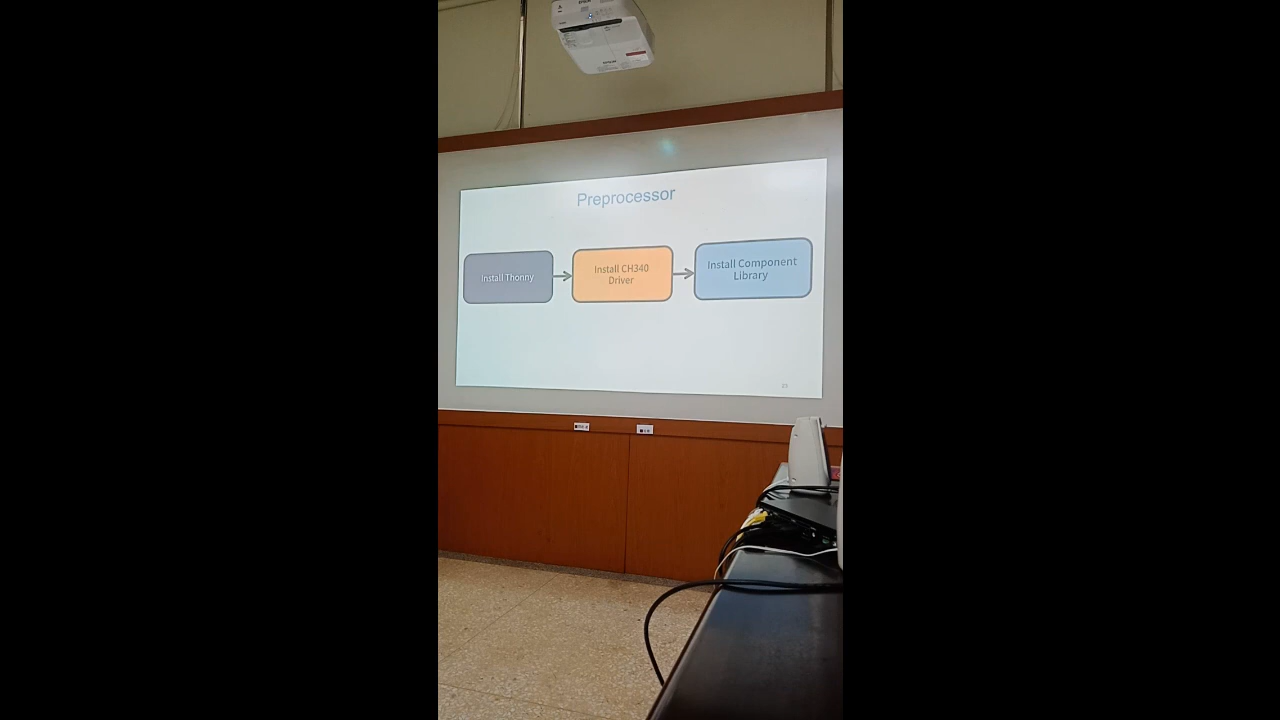 Preprocessor
Install Thonny
Install CH340
Driver
Install Component
Library